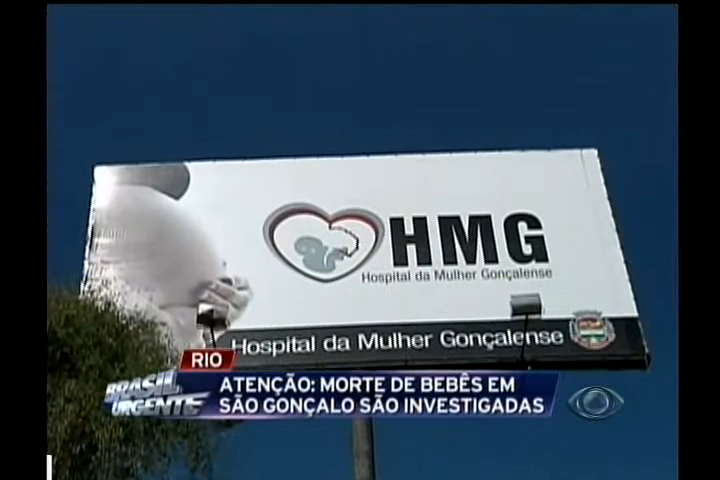 HMG
Hospital da Mulher Gonçalense
Hospital da Mulher Gonçalense
RIO
BRASIL
URGENTE
ATENÇÃO: MORTE DE BEBÊS EM
SÃO GONÇALO SÃO INVESTIGADAS